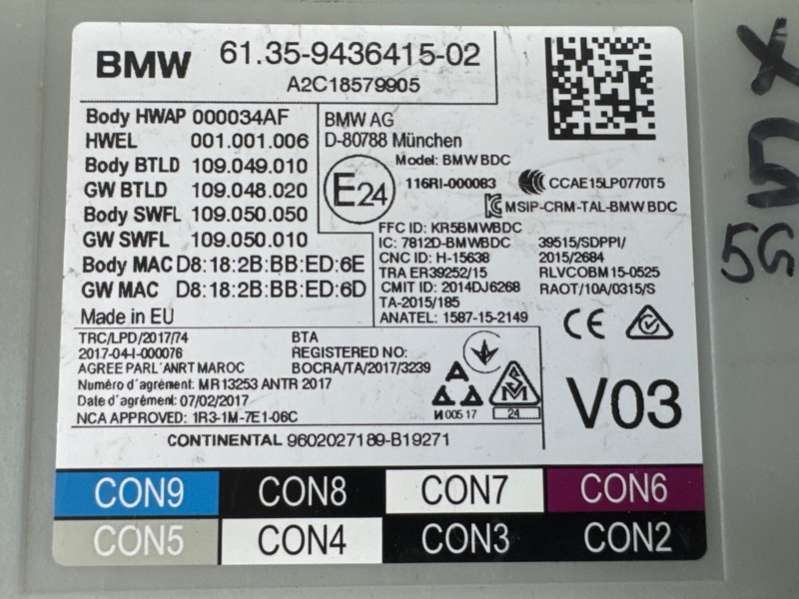 BMW 61.35-9436415-02
A2C18579905
Body HWAP 000034AF
HWEL 001.001.006
Body BTLD 109.049.010
GW BTLD 109.048.020
Body SWFL 109.050.050
GW SWFL 109.050.010
Body MAC D8:18:2B:BB:ED:6E
GW MAC D8:18:2B:BB:ED:6D
Made in EU
BMW AG
D-80788 München
Model: BMW BDC
E24
116RI-000083
CCAE15LP0770T5
MSIP-CRM-TAL-BMW BDC
FFC ID: KR5BMWBDC
IC: 7812D-BMWBDC
CNC ID: H-15638
TRA ER39252/15
CMIT ID: 2014DJ6268
TA-2015/185
ANATEL: 1587-15-2149
39515/SDPPI/
2015/2684
RLVCOBM15-0525
RAOT/10A/0315/S
CE
TRC/LPD/2017/74
2017-04-I-000076
AGREE PARL'ANRT MAROC
Numéro d'agrément: MR13253 ANTR 2017
Date d'agrément: 07/02/2017
NCA APPROVED: 1R3-1M-7E1-06C
BTA
REGISTERED NO:
BOCRA/TA/2017/3239
И 005 17
24
V03
CONTINENTAL 9602027189-B19271
CON9 CON8 CON7 CON6
CON5 CON4 CON3 CON2
X5
5G